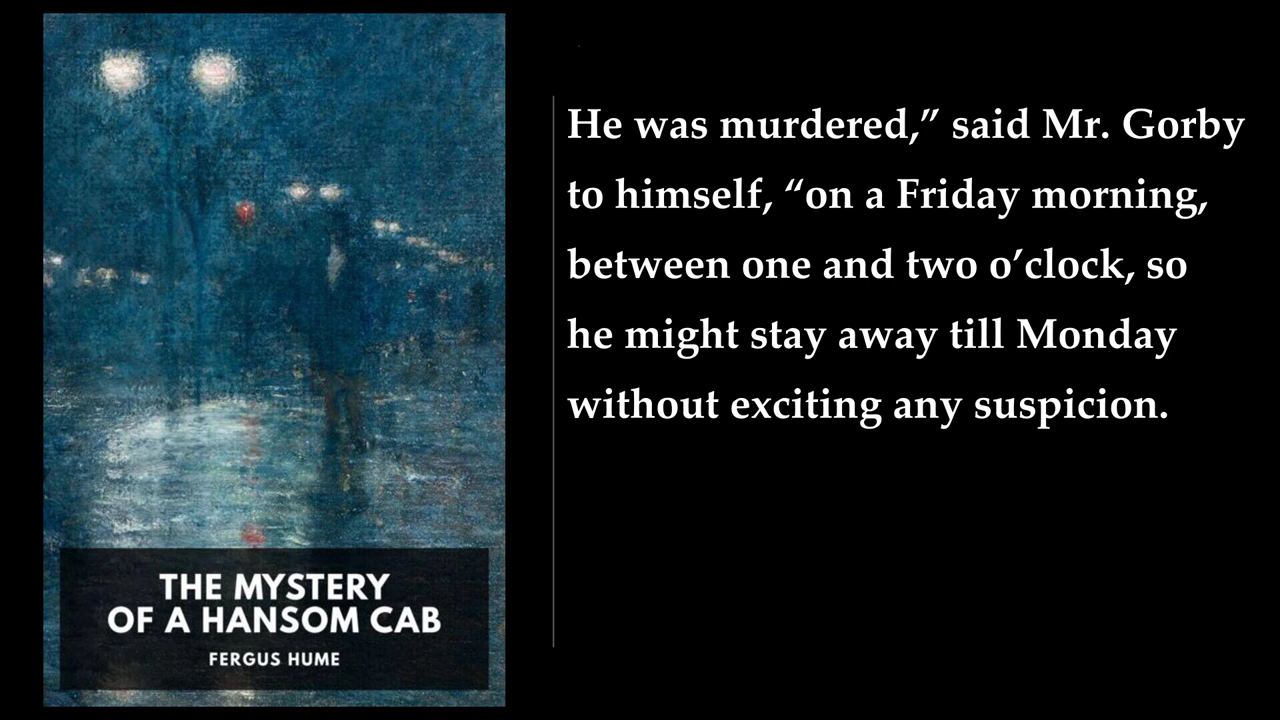 He was murdered,” said Mr. Gorby
to himself, “on a Friday morning,
between one and two o’clock, so
he might stay away till Monday
without exciting any suspicion.
THE MYSTERY
OF A HANSOM CAB
FERGUS HUME